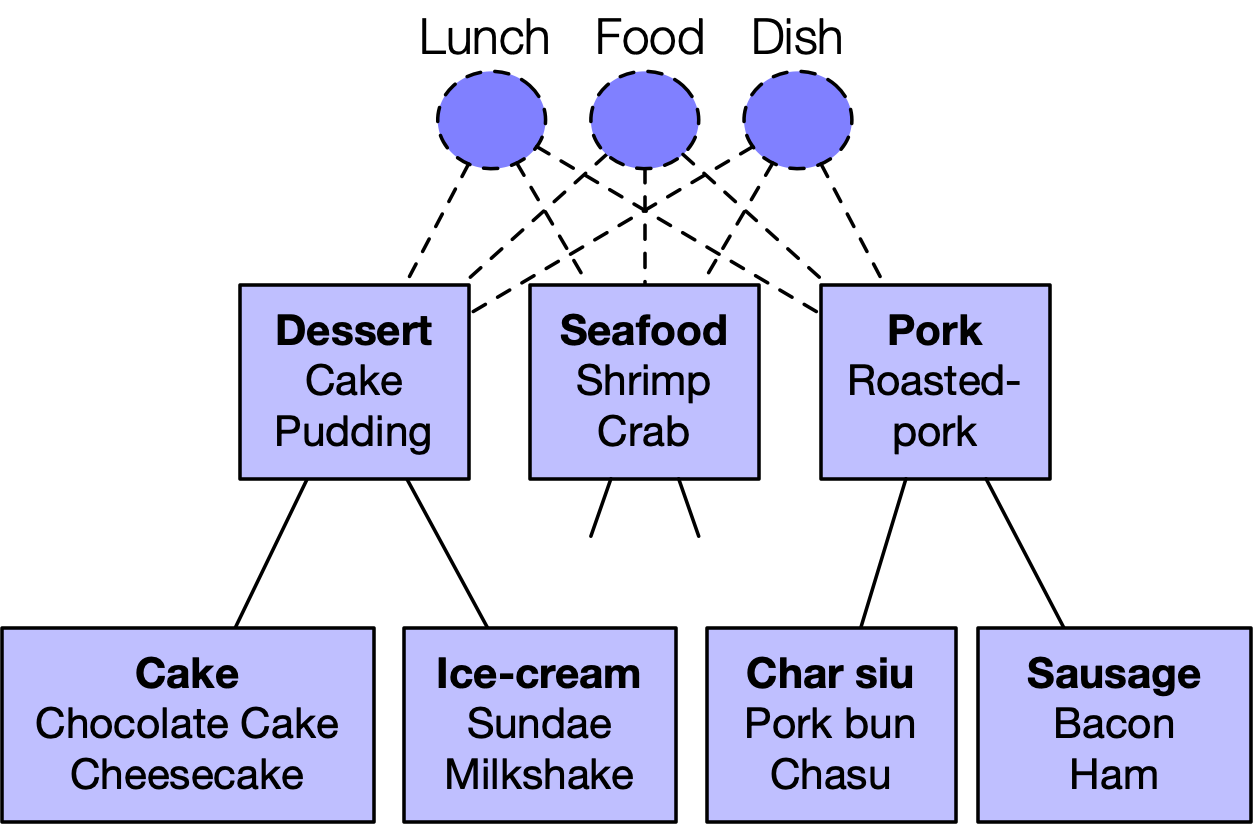 Lunch Food Dish
Dessert
Cake
Pudding
Seafood
Shrimp
Crab
Pork
Roasted-
pork
Cake
Chocolate Cake
Cheesecake
Ice-cream
Sundae
Milkshake
Char siu
Pork bun
Chasu
Sausage
Bacon
Ham